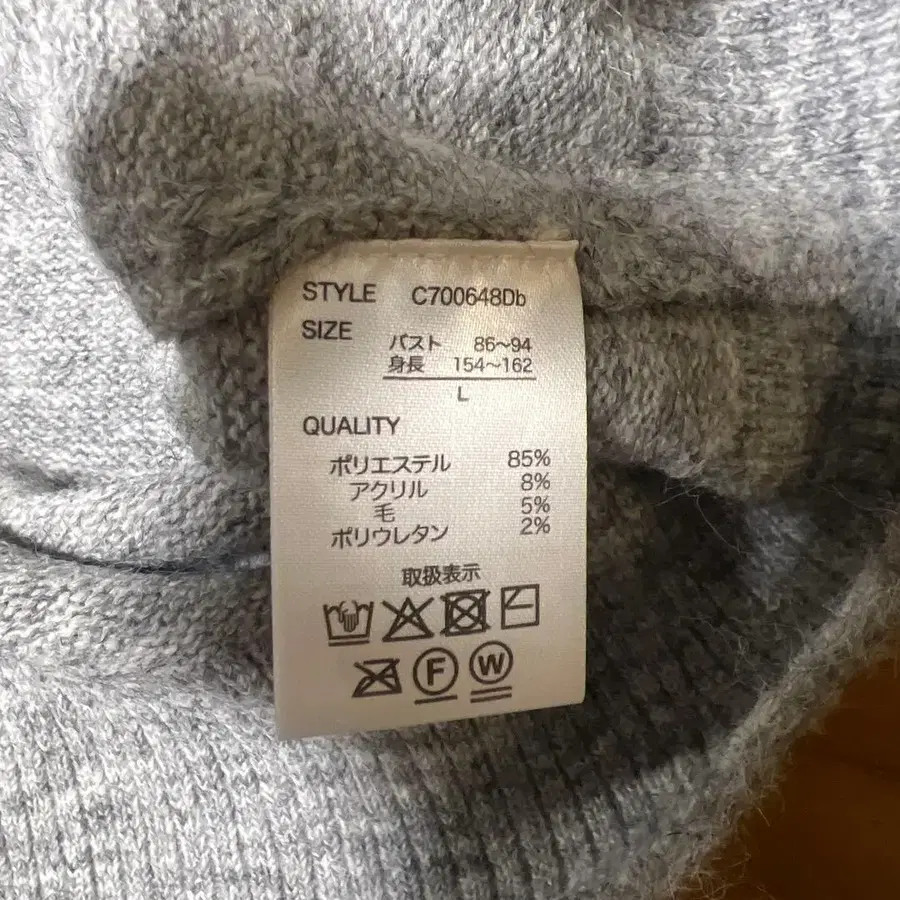 STYLE C700648Db
SIZE バスト 86〜94
身長 154〜162
L
QUALITY
ポリエステル 85%
アクリル 8%
毛 5%
ポリウレタン 2%
取扱表示
F W